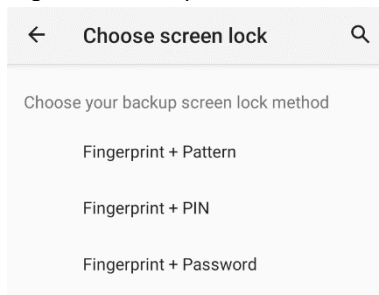 Choose screen lock
Choose your backup screen lock method
Fingerprint + Pattern
Fingerprint + PIN
Fingerprint + Password